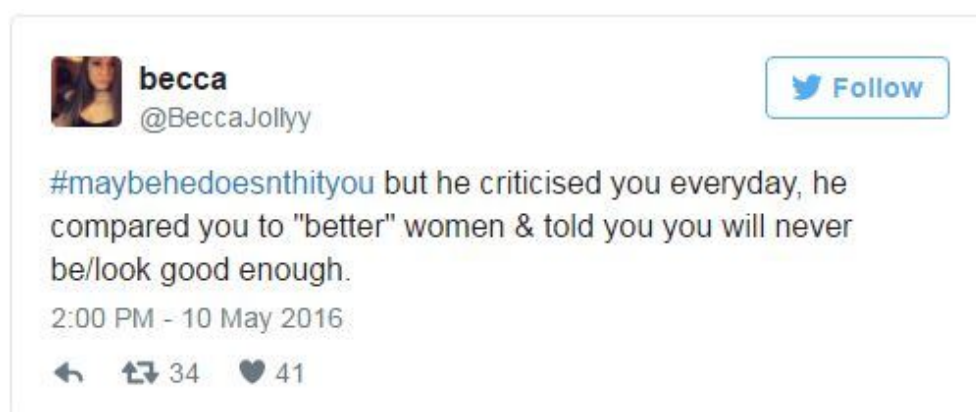 becca
@BeccaJollyy
Follow
#maybehedoesnthityou but he criticised you everyday, he
compared you to "better" women & told you you will never
be/look good enough.
2:00 PM - 10 May 2016
34 41